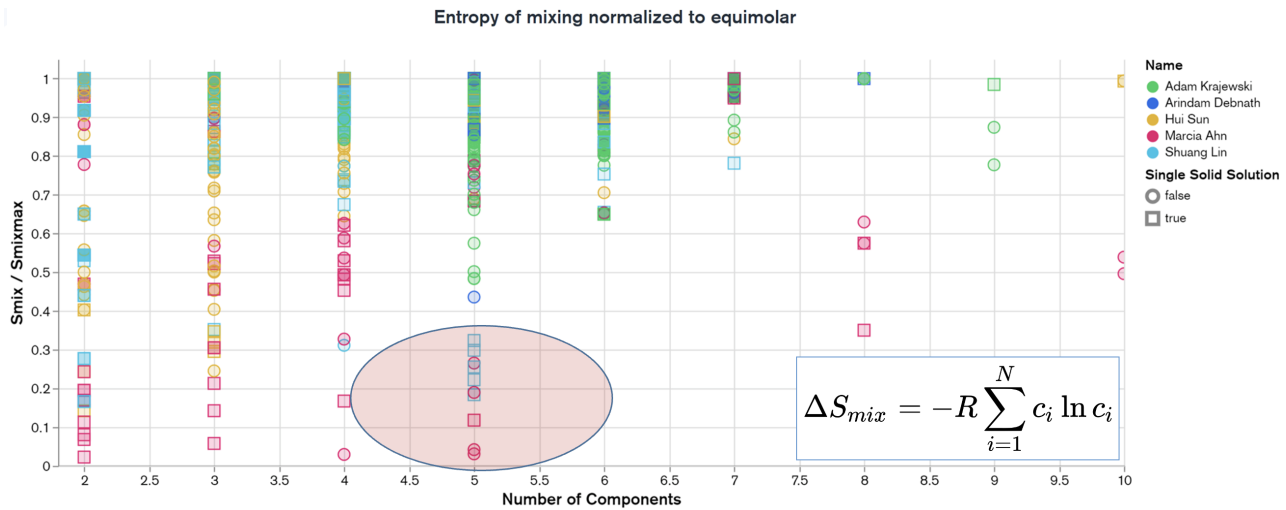 Entropy of mixing normalized to equimolar
Smix / Smixmax
1
0.9
0.8
0.7
0.6
0.5
0.4
0.3
0.2
0.1
0
2 2.5 3 3.5 4 4.5 5 5.5 6 6.5 7 7.5 8 8.5 9 9.5 10
Number of Components
Name
Adam Krajewski
Arindam Debnath
Hui Sun
Marcia Ahn
Shuang Lin
Single Solid Solution
false
true
ΔS_{mix} = −R \sum_{i=1}^{N} c_i ln c_i